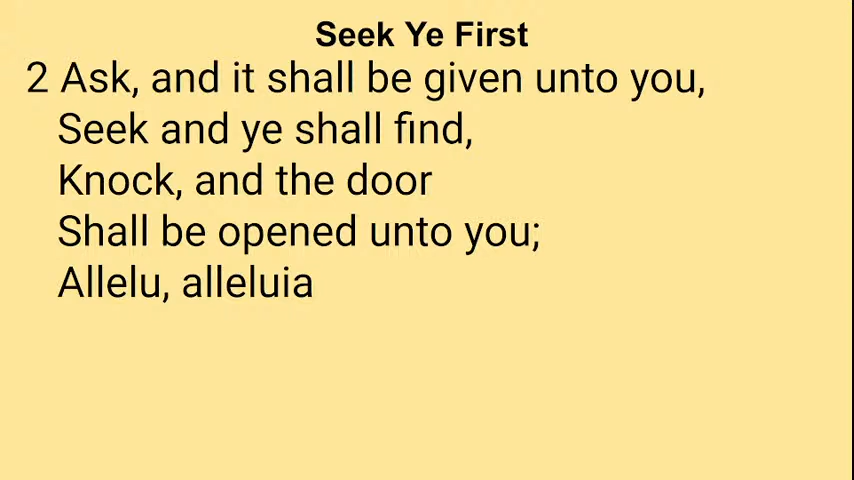 Seek Ye First
2 Ask, and it shall be given unto you,
Seek and ye shall find,
Knock, and the door
Shall be opened unto you;
Allelu, alleluia